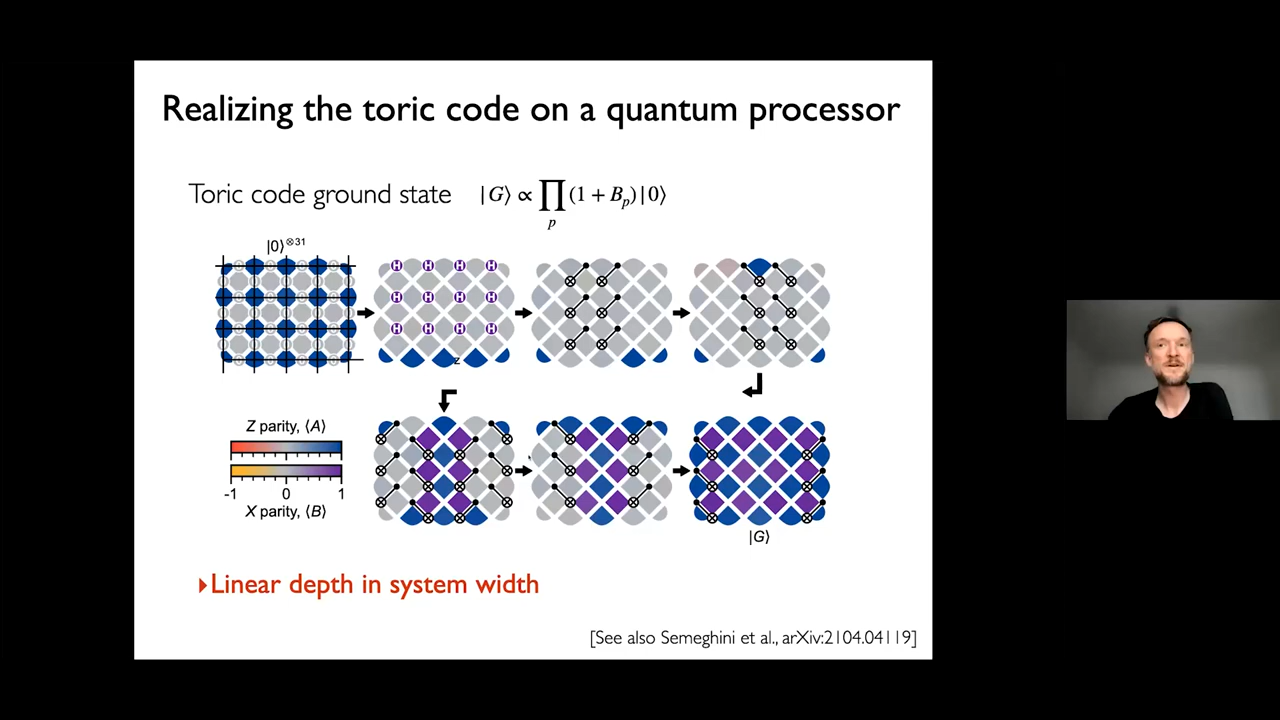 Realizing the toric code on a quantum processor
Toric code ground state |G⟩ ∝ ∏ₚ (1 + Bₚ)|0⟩
|0⟩⊗31
H H H H
H H H H
H H H H
Z
Z parity, ⟨A⟩
-1 0 1
X parity, ⟨B⟩
|G⟩
Linear depth in system width
[See also Semeghini et al., arXiv:2104.04119]